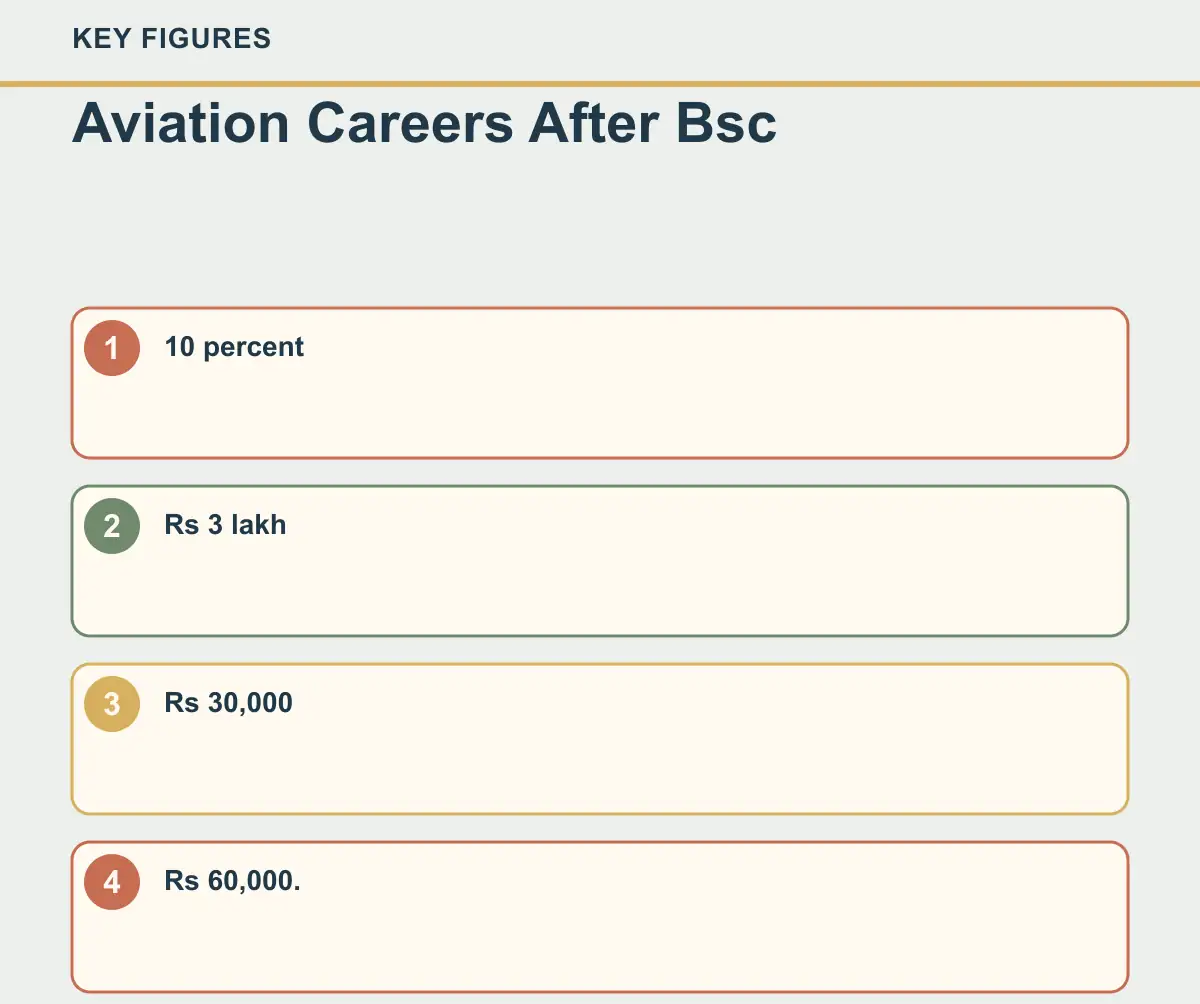 KEY FIGURES
Aviation Careers After Bsc
1 10 percent
2 Rs 3 lakh
3 Rs 30,000
4 Rs 60,000.